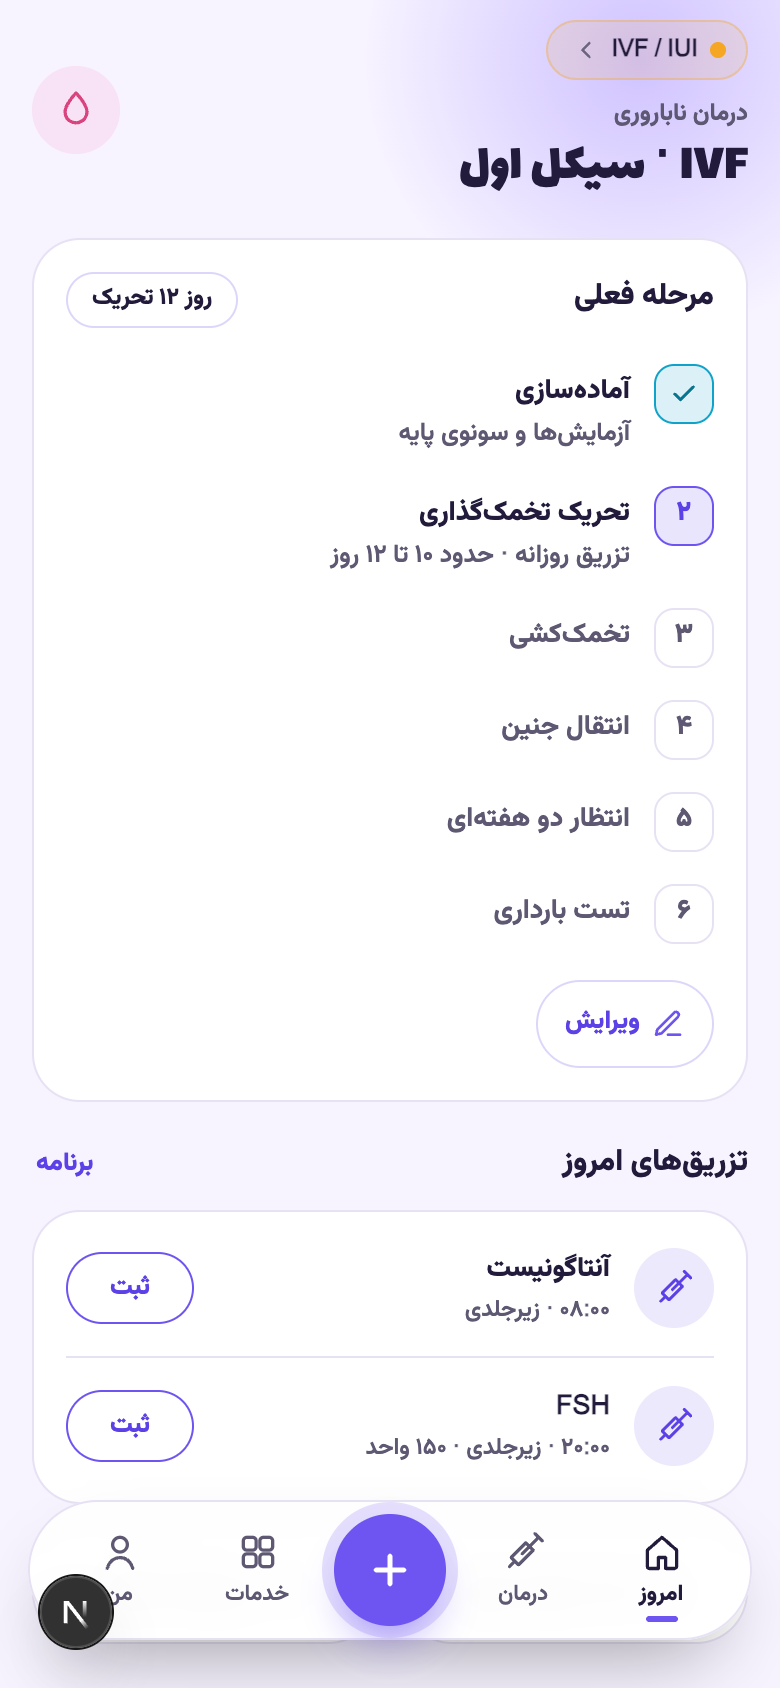 IVF / IUI
درمان ناباروری
IVF · سیکل اول
مرحله فعلی
روز ۱۲ تحریک
آماده‌سازی
آزمایش‌ها و سونوی پایه
۲
تحریک تخمک‌گذاری
تزریق روزانه · حدود ۱۰ تا ۱۲ روز
۳
تخمک‌کشی
۴
انتقال جنین
۵
انتظار دو هفته‌ای
۶
تست بارداری
ویرایش
تزریق‌های امروز
برنامه
آنتاگونیست
۰۸:۰۰ · زیرجلدی
ثبت
FSH
۲۰:۰۰ · زیرجلدی · ۱۵۰ واحد
ثبت
امروز
درمان
خدمات
من
N